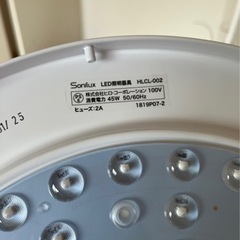 Sonilux LED照明器具 HLCL-002
株式会社ヒロ・コーポレーション 100V
消費電力 45W 50/60Hz
ヒューズ:2A 1819P07-2